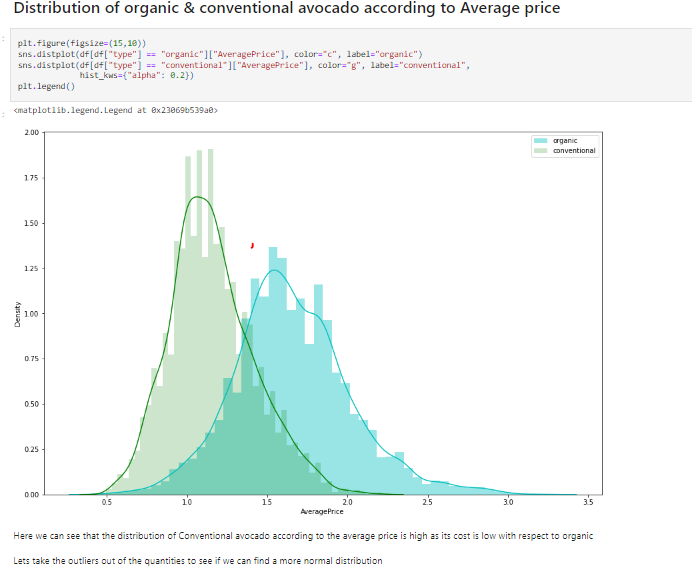 Distribution of organic & conventional avocado according to Average price
plt.figure(figsize=(15,10))
sns.distplot(df[df["type"] == "organic"]["AveragePrice"], color="c", label="organic")
sns.distplot(df[df["type"] == "conventional"]["AveragePrice"], color="g", label="conventional",
hist_kws={"alpha": 0.2})
plt.legend()
<matplotlib.legend.Legend at 0x23069b539a0>
organic
conventional
2.00
1.75
1.50
1.25
1.00
0.75
0.50
0.25
0.00
Density
0.5 1.0 1.5 2.0 2.5 3.0 3.5
AveragePrice
Here we can see that the distribution of Conventional avocado according to the average price is high as its cost is low with respect to organic
Lets take the outliers out of the quantities to see if we can find a more normal distribution